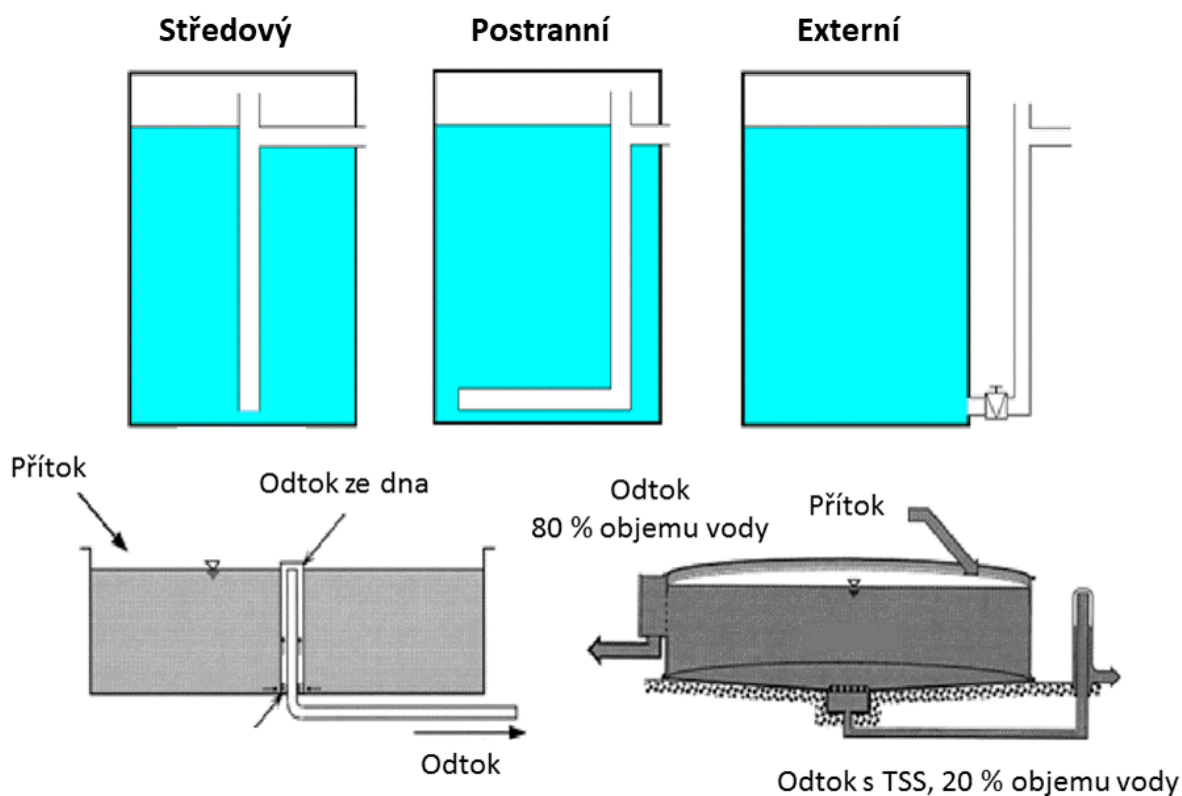 Středový
Postranní
Externí
Přítok
Odtok ze dna
Odtok
80 % objemu vody
Přítok
Odtok
Odtok s TSS, 20 % objemu vody